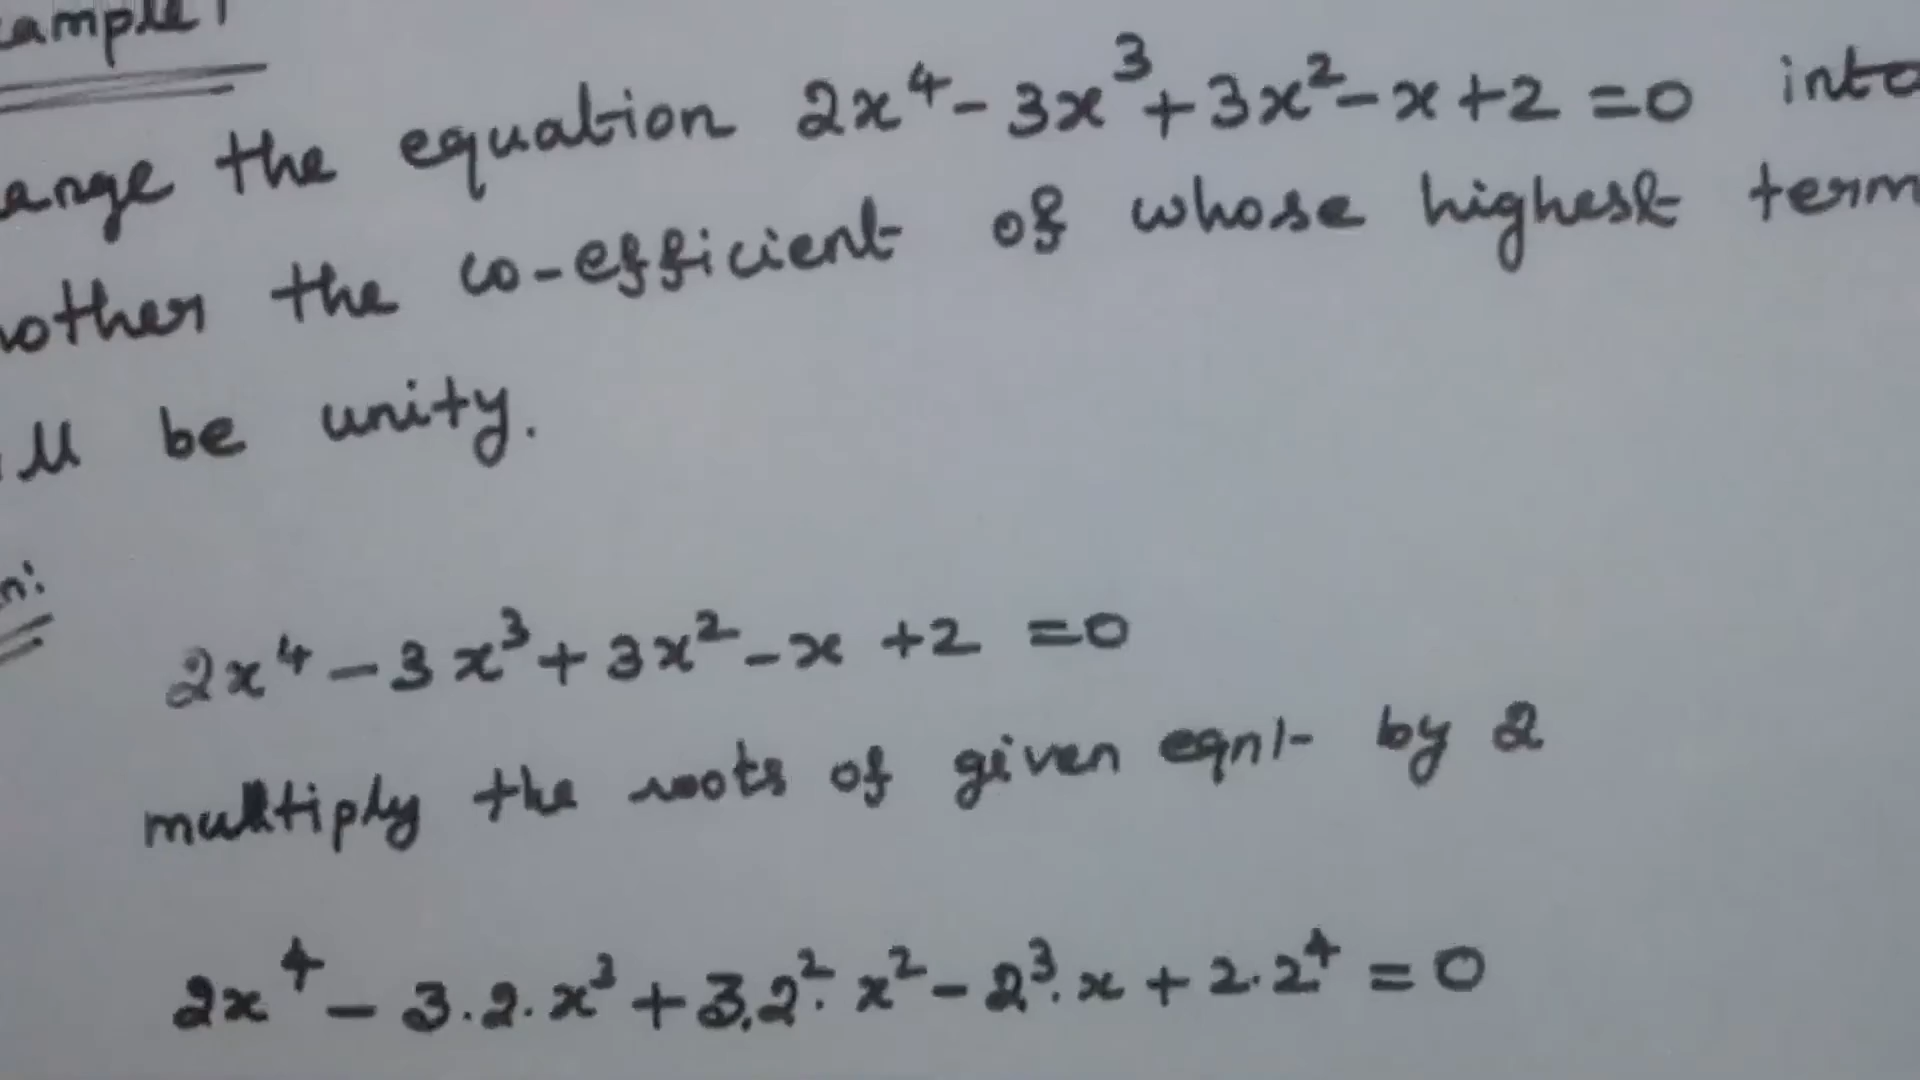 ample 1
ange the equation 2x⁴ - 3x³ + 3x² - x + 2 = 0 into
other the co-efficient of whose highest term
ll be unity.
n:
2x⁴ - 3x³ + 3x² - x + 2 = 0
multiply the roots of given eqn/- by 2
2x⁴ - 3.2.x³ + 3.2².x² - 2³.x + 2.2⁴ = 0